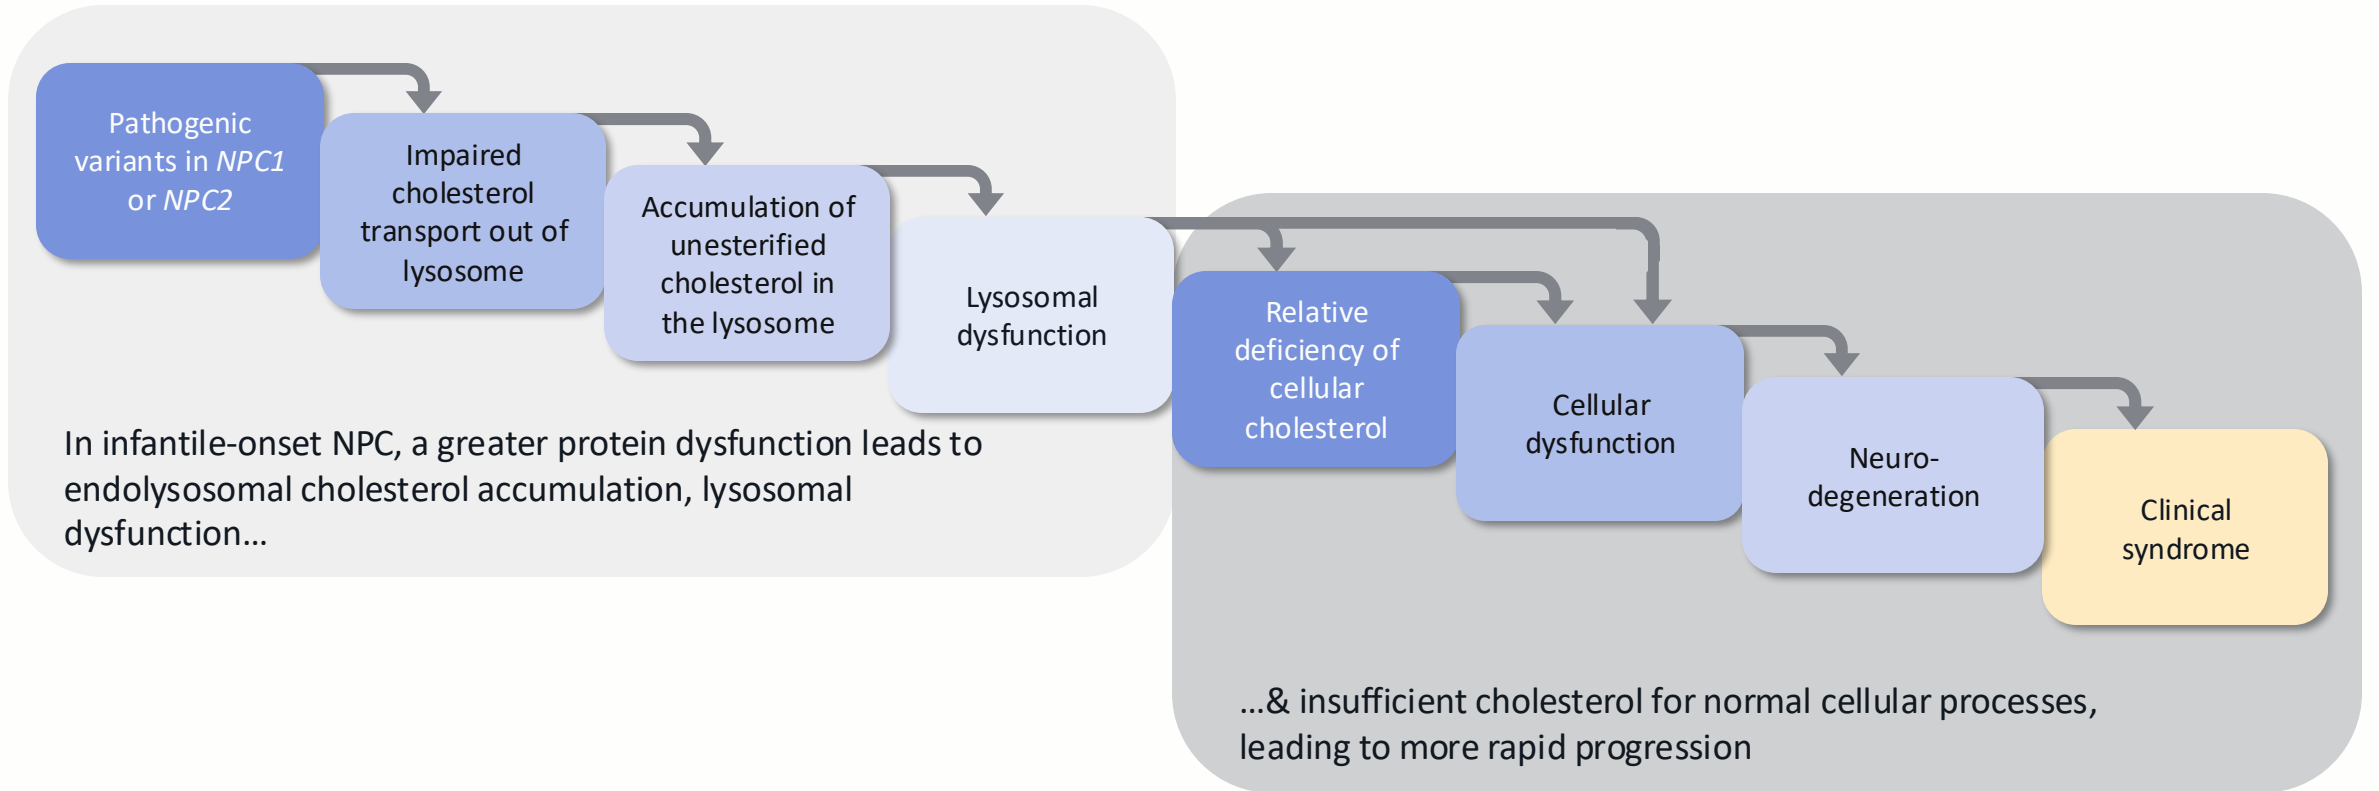 Pathogenic
variants in NPC1
or NPC2
Impaired
cholesterol
transport out of
lysosome
Accumulation of
unesterified
cholesterol in
the lysosome
Lysosomal
dysfunction
Relative
deficiency of
cellular
cholesterol
Cellular
dysfunction
Neuro-
degeneration
Clinical
syndrome
In infantile-onset NPC, a greater protein dysfunction leads to
endolysosomal cholesterol accumulation, lysosomal
dysfunction…
…& insufficient cholesterol for normal cellular processes,
leading to more rapid progression